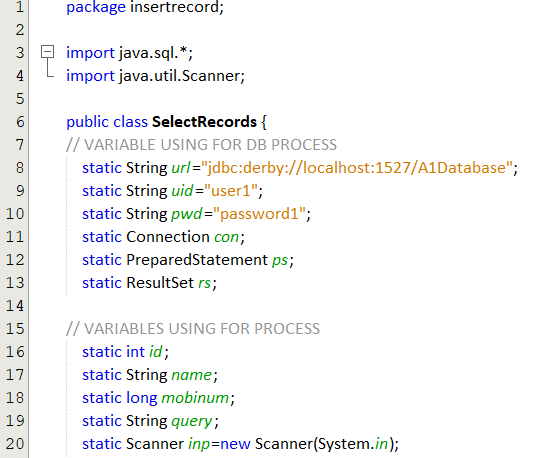 1 package insertrecord;
2
3 import java.sql.*;
4 import java.util.Scanner;
5
6 public class SelectRecords {
7 // VARIABLE USING FOR DB PROCESS
8 static String url="jdbc:derby://localhost:1527/A1Database";
9 static String uid="user1";
10 static String pwd="password1";
11 static Connection con;
12 static PreparedStatement ps;
13 static ResultSet rs;
14
15 // VARIABLES USING FOR PROCESS
16 static int id;
17 static String name;
18 static long mobinum;
19 static String query;
20 static Scanner inp=new Scanner(System.in);